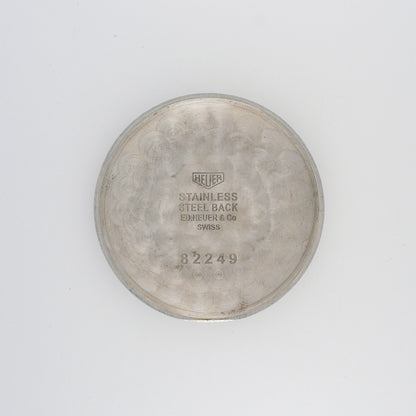 HEUER
STAINLESS
STEEL BACK
ED.HEUER & Co
SWISS
82249